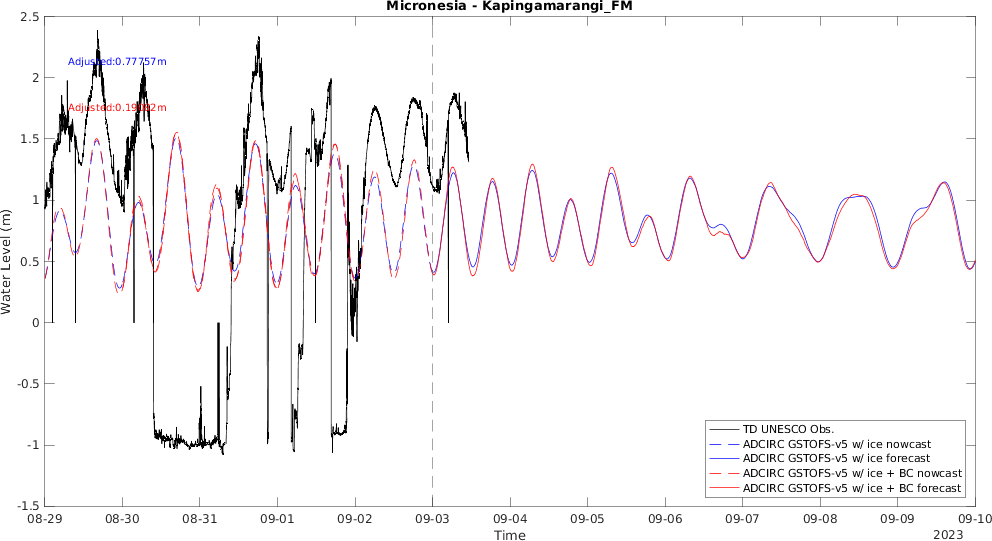 Micronesia - Kapingamarangi_FM
2.5
Adjusted:0.77757m
2
Adjusted:
1.5
1
0.5
0
-0.5
-1
-1.5
Water Level (m)
TD UNESCO Obs.
ADCIRC GSTOFS-v5 w/ ice nowcast
ADCIRC GSTOFS-v5 w/ ice forecast
ADCIRC GSTOFS-v5 w/ ice + BC nowcast
ADCIRC GSTOFS-v5 w/ ice + BC forecast
08-29 08-30 08-31 09-01 09-02 09-03 09-04 09-05 09-06 09-07 09-08 09-09 09-10
Time
2023